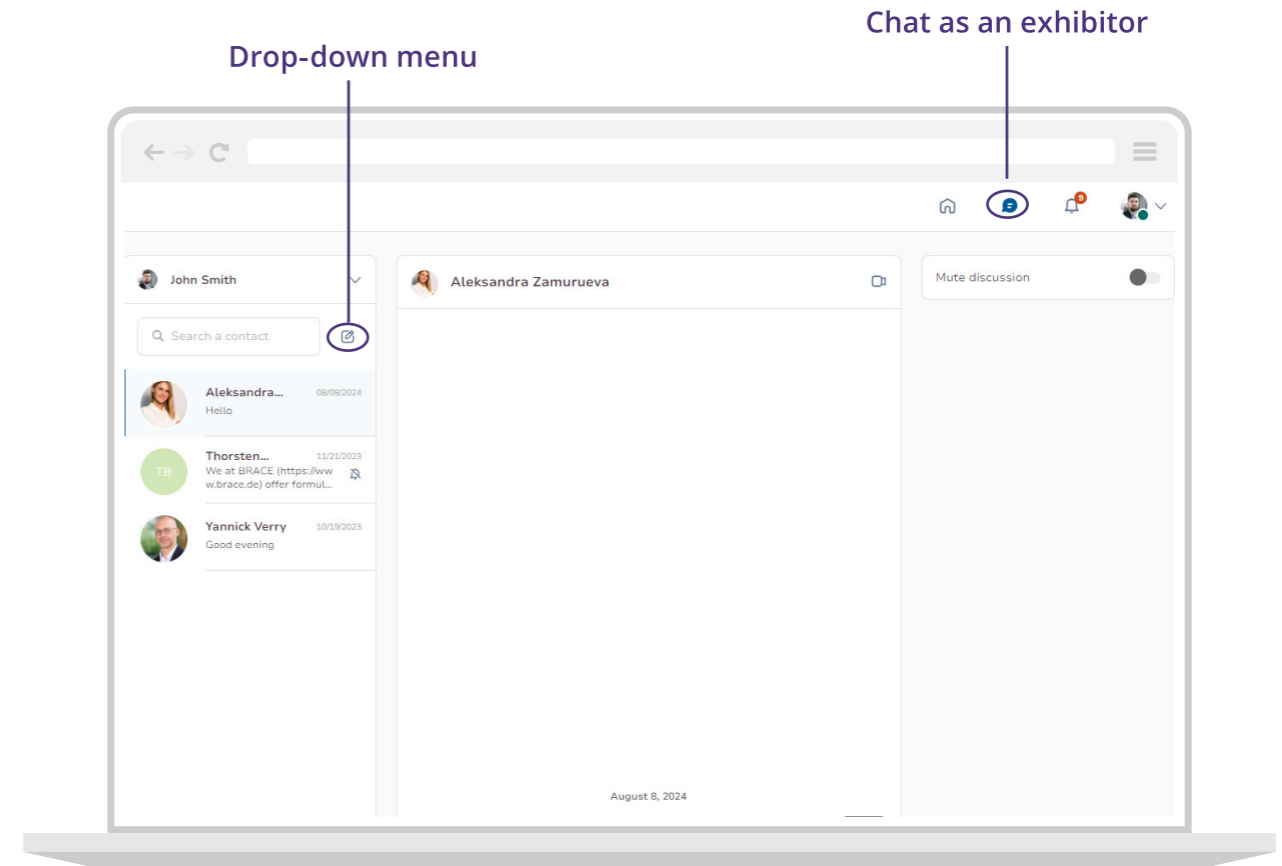 Chat as an exhibitor
Drop-down menu
9
John Smith
Search a contact
Aleksandra... 08/08/2024
Hello
Thorsten... 11/21/2023
TB
We at BRACE (https://ww
w.brace.de) offer formul...
Yannick Verry 10/19/2023
Good evening
Aleksandra Zamurueva
August 8, 2024
Mute discussion